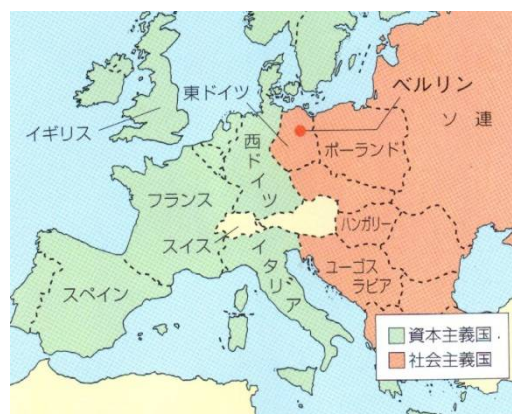 イギリス
東ドイツ
ベルリン
ソ連
西ドイツ
ポーランド
フランス
スイス
ハンガリー
イタリア
ユーゴス
ラビア
スペイン
資本主義国
社会主義国